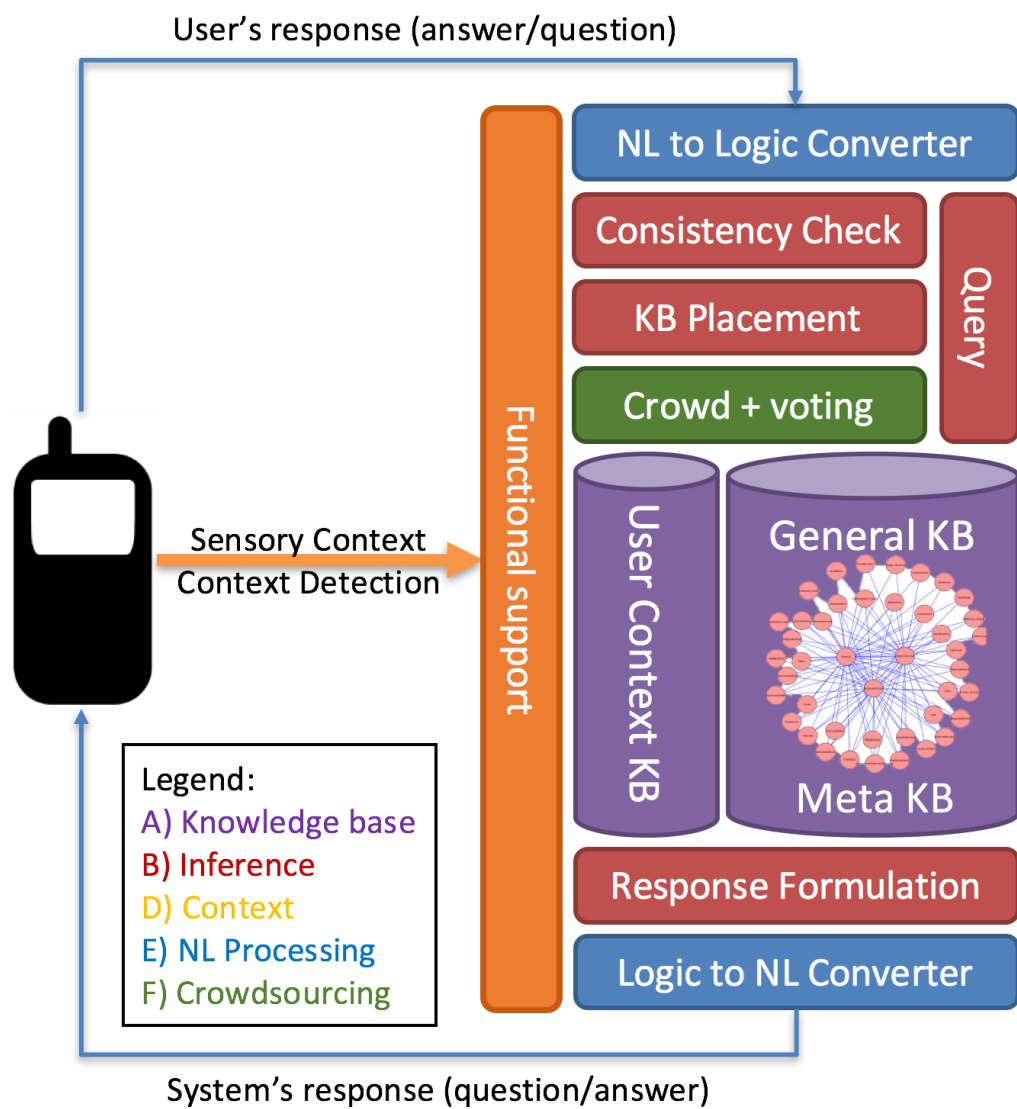 User's response (answer/question)
NL to Logic Converter
Consistency Check
KB Placement
Crowd + voting
Query
Functional support
Sensory Context
Context Detection
User Context KB
General KB
Meta KB
Legend:
A) Knowledge base
B) Inference
D) Context
E) NL Processing
F) Crowdsourcing
Response Formulation
Logic to NL Converter
System's response (question/answer)